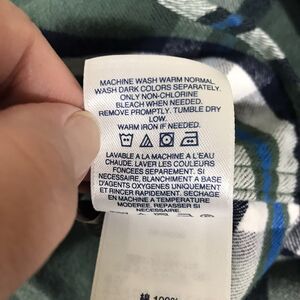 MACHINE WASH WARM NORMAL.
WASH DARK COLORS SEPARATELY.
ONLY NON-CHLORINE
BLEACH WHEN NEEDED.
REMOVE PROMPTLY. TUMBLE DRY
LOW.
WARM IRON IF NEEDED.
LAVABLE A LA MACHINE A L'EAU
CHAUDE. LAVER LES COULEURS
FONCEES SEPAREMENT. SI
NECESSAIRE, BLANCHIMENT A BASE
D'AGENTS OXYGENES UNIQUEMENT
ET RINCER RAPIDEMENT. SECHAGE
EN MACHINE A TEMPERATURE
MODEREE. REPASSER SI
NECESSAIRE.
綿 100%